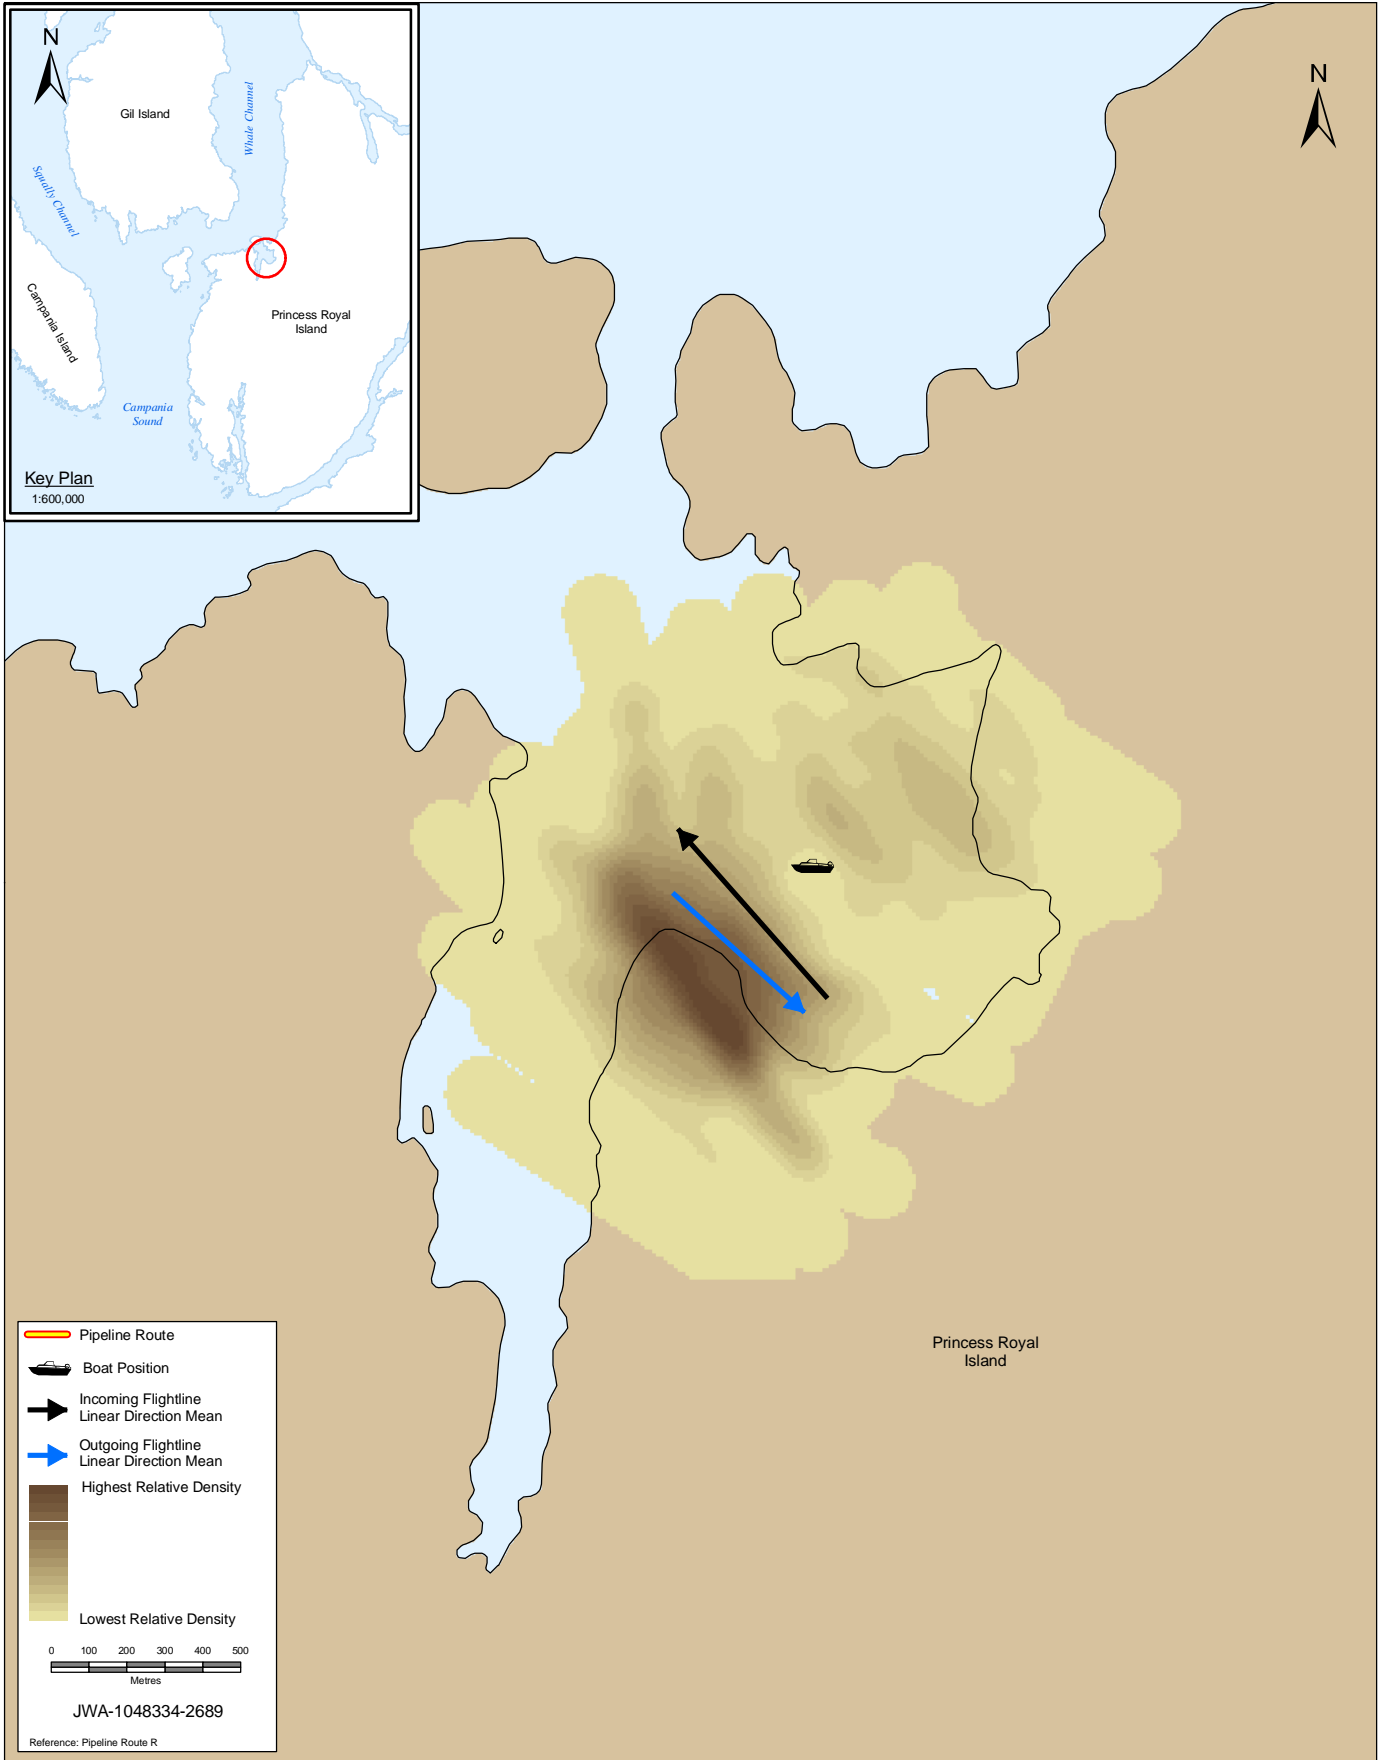 N
Gil Island
Whale Channel
Squally Channel
Campania Island
Princess Royal
Island
Campania
Sound
Key Plan
1:600,000
N
Princess Royal
Island
Pipeline Route
Boat Position
Incoming Flightline
Linear Direction Mean
Outgoing Flightline
Linear Direction Mean
Highest Relative Density
Lowest Relative Density
0 100 200 300 400 500
Metres
JWA-1048334-2689
Reference: Pipeline Route R